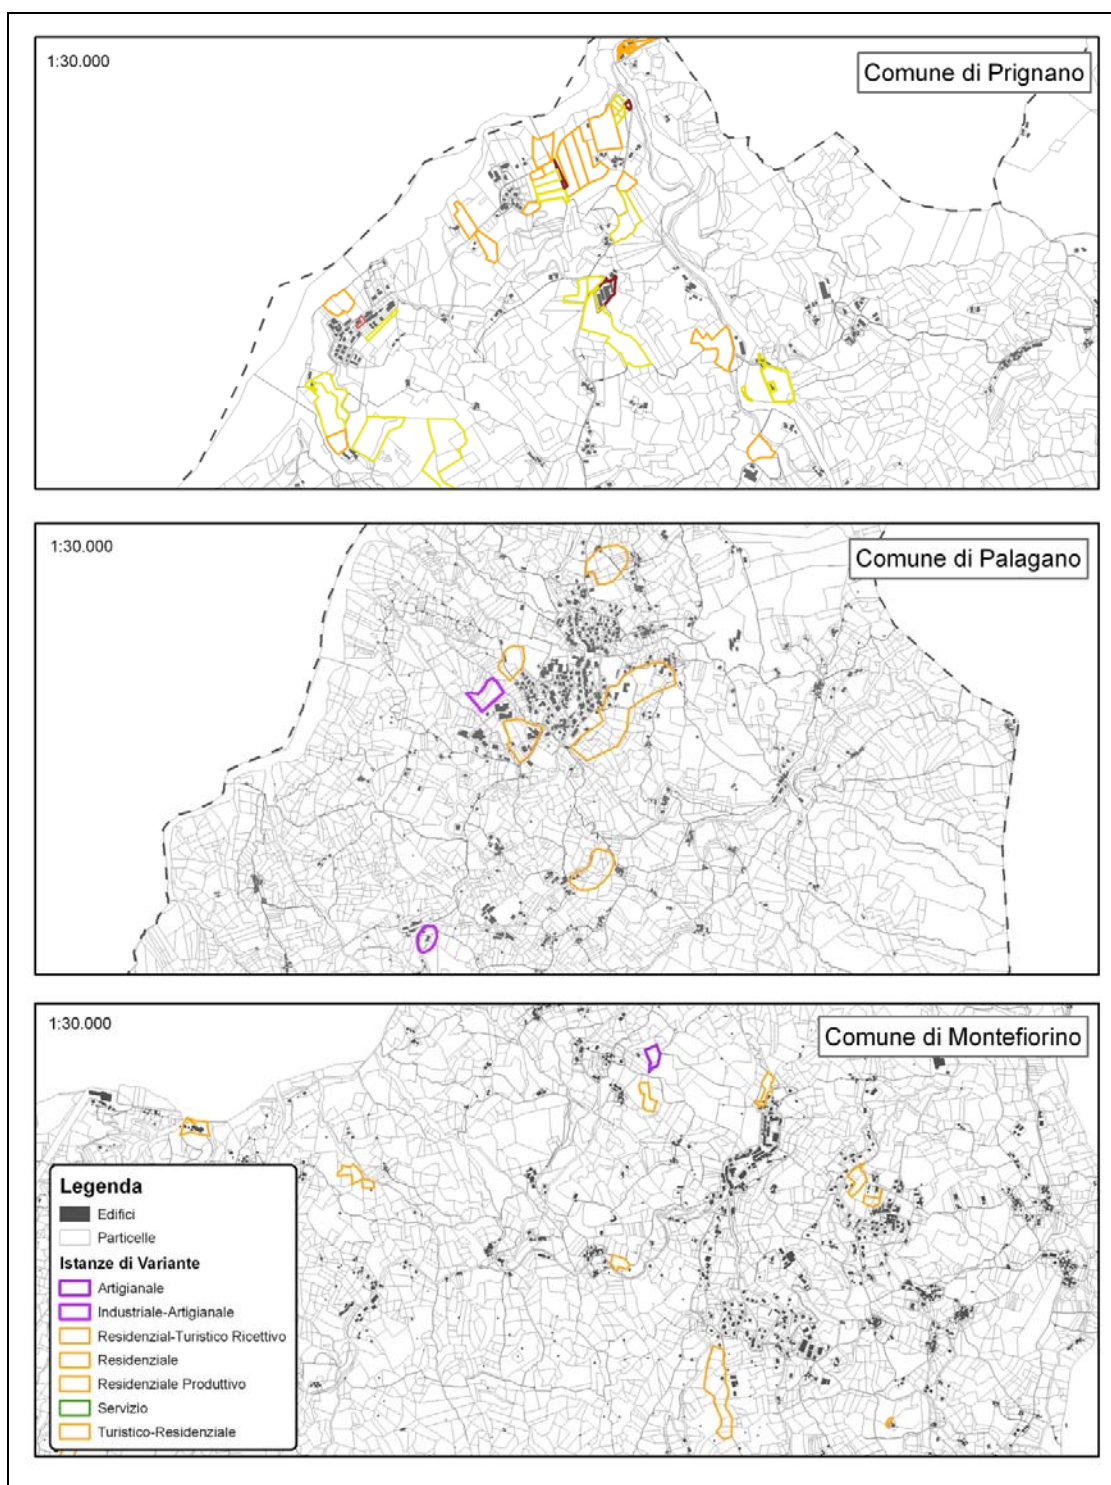 1:30.000
Comune di Prignano
1:30.000
Comune di Palagano
1:30.000
Comune di Montefiorino
Legenda
Edifici
Particelle
Istanze di Variante
Artigianale
Industriale-Artigianale
Residenzial-Turistico Ricettivo
Residenziale
Residenziale Produttivo
Servizio
Turistico-Residenziale